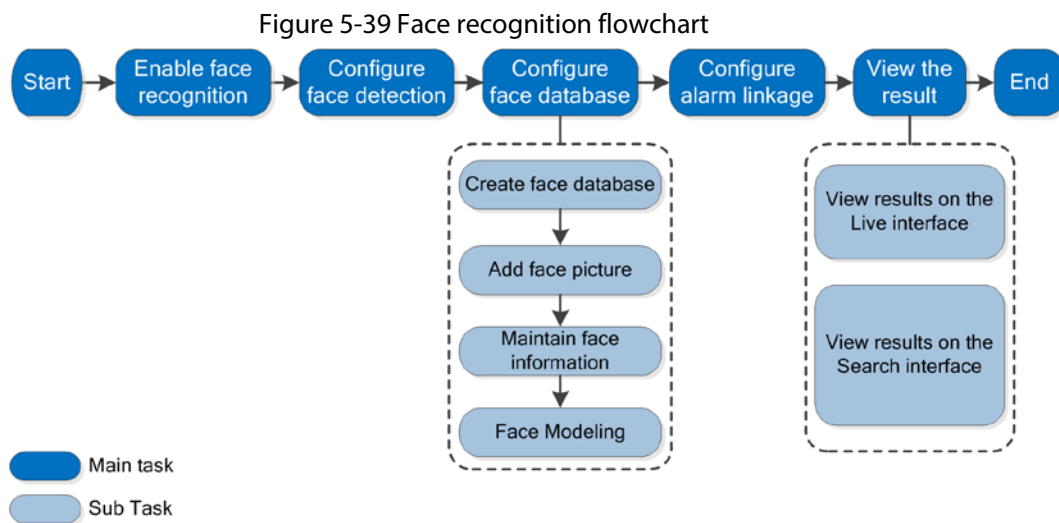 Figure 5-39 Face recognition flowchart
Start
Enable face
recognition
Configure
face detection
Configure
face database
Configure
alarm linkage
View the
result
End
Create face database
Add face picture
Maintain face
information
Face Modeling
View results on the
Live interface
View results on the
Search interface
Main task
Sub Task